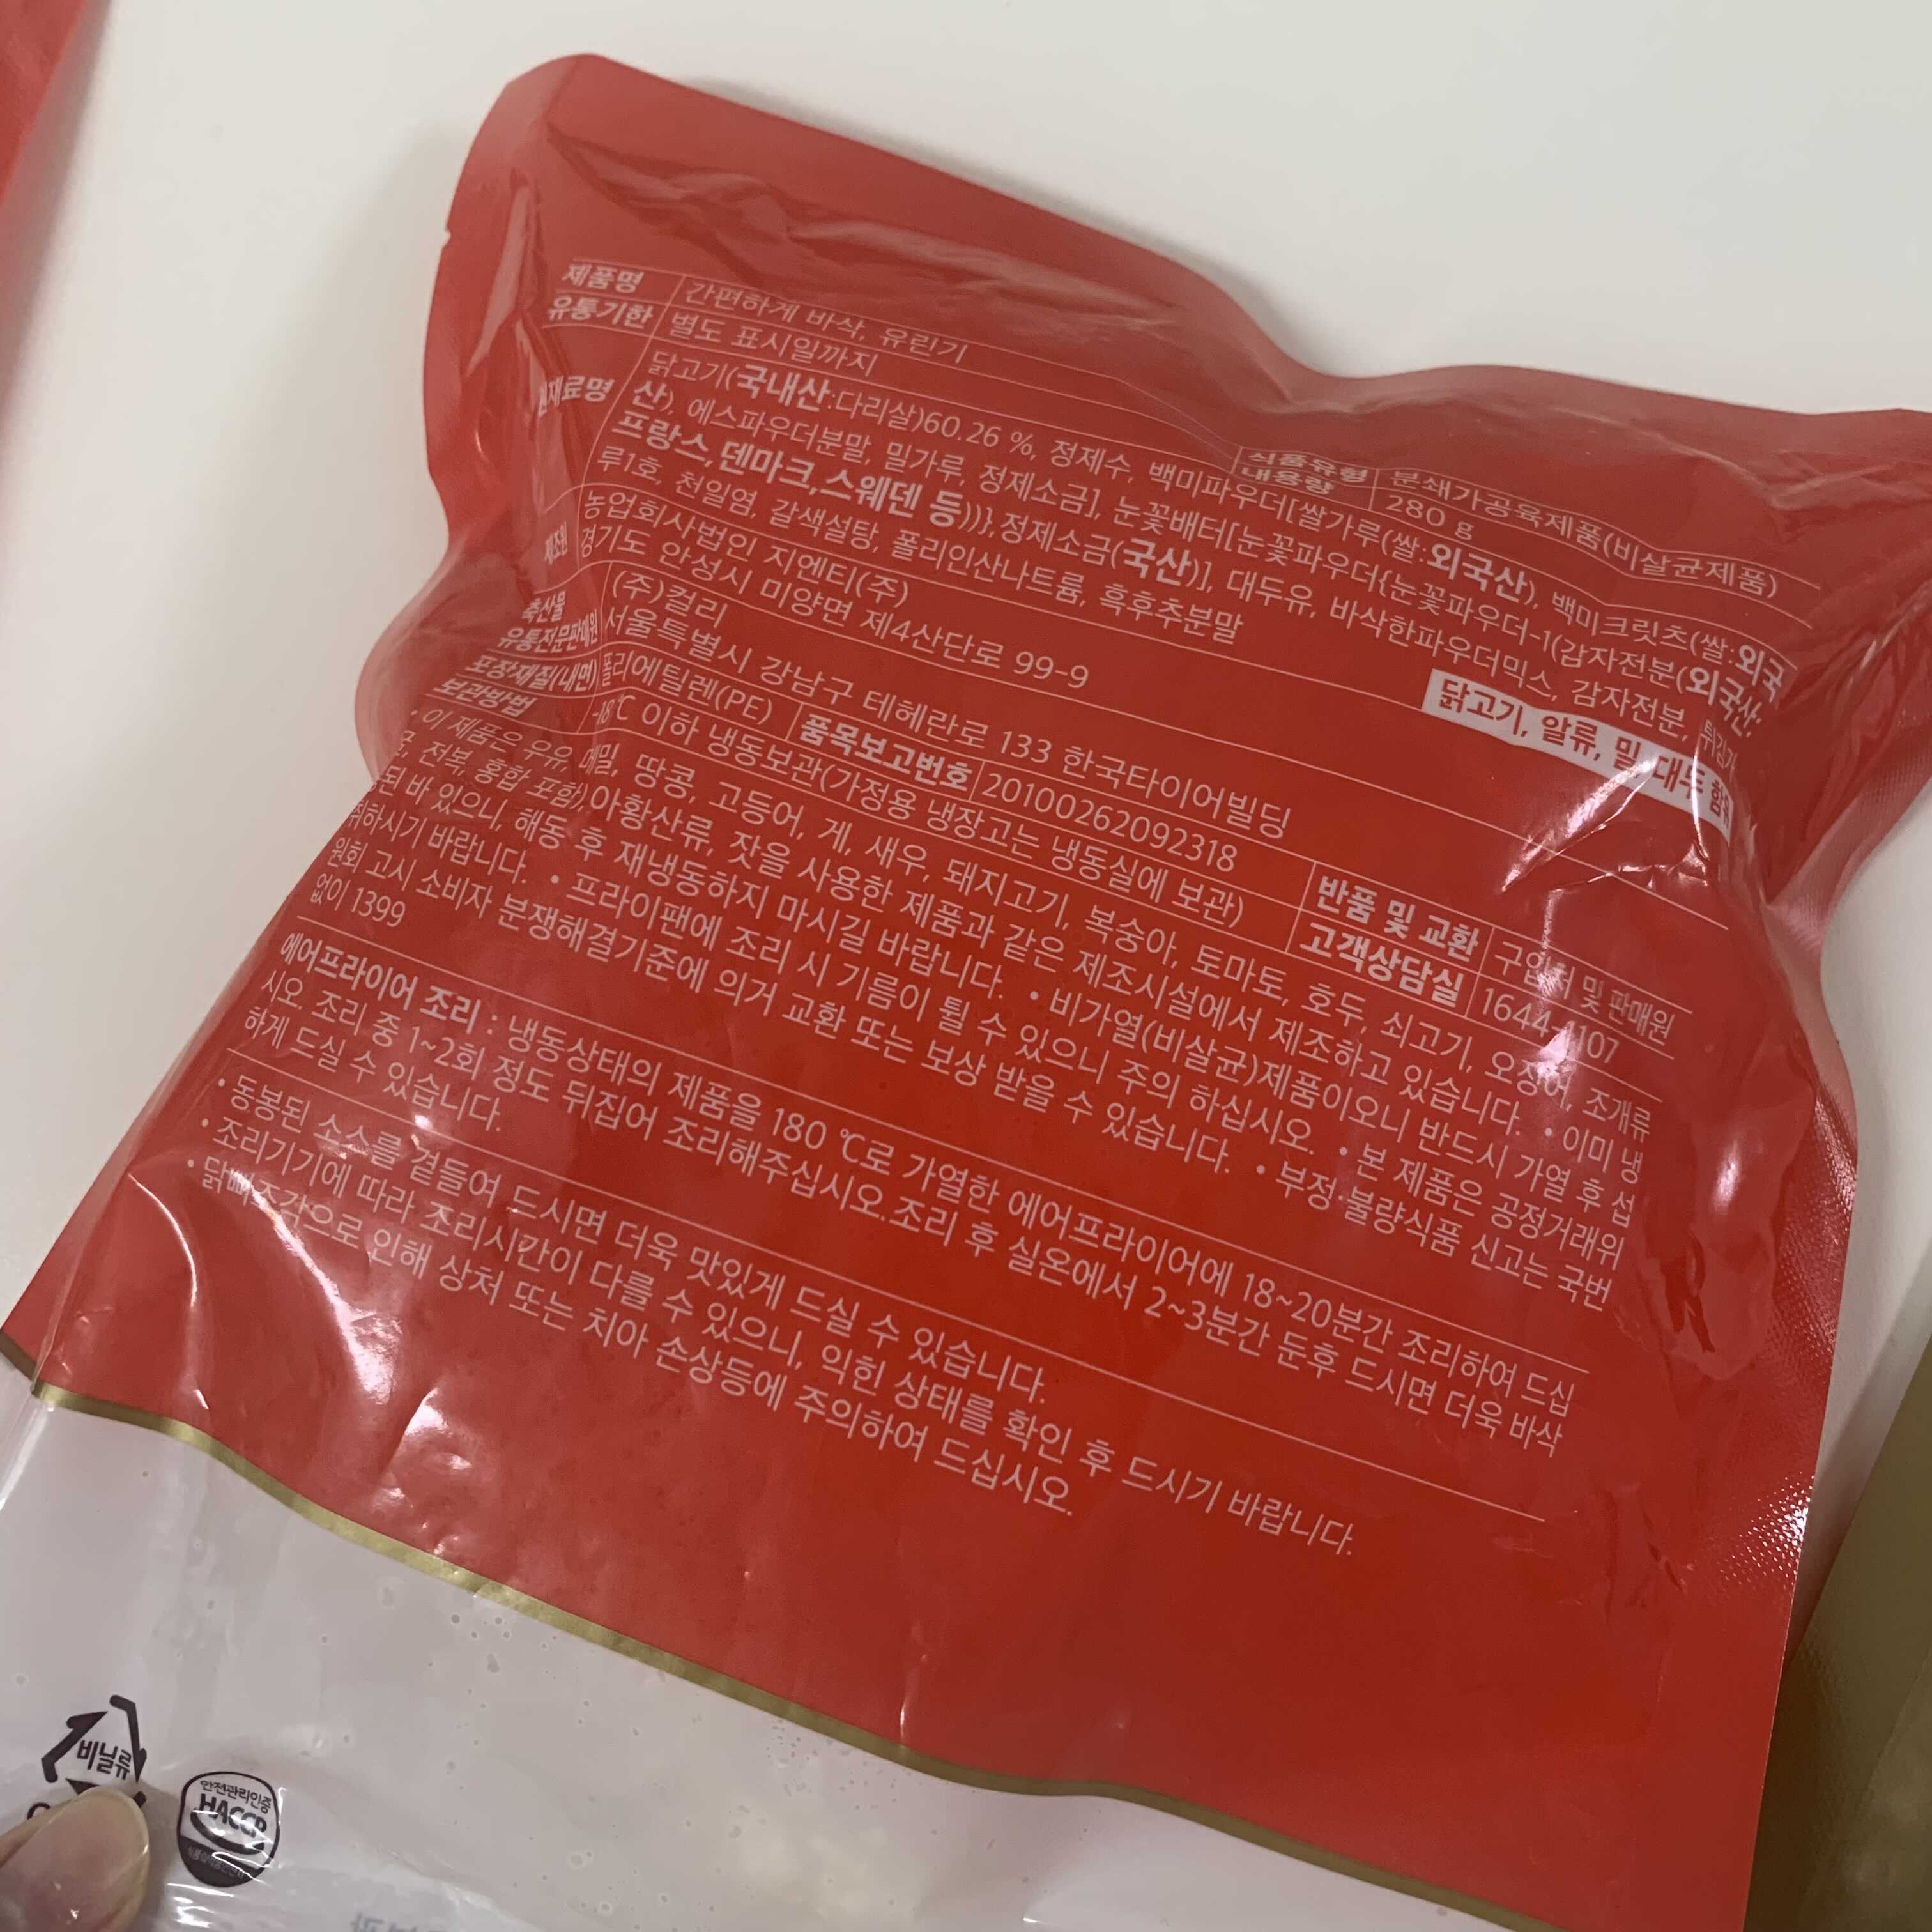 제품명 간편하게 바삭, 유린기 식품유형 분쇄가공육제품(비살균제품)
유통기한 별도 표시일까지 내용량 280 g
원재료명 닭고기(국내산:다리살)60.26 %, 정제수, 백미파우더[쌀가루(쌀:외국산), 백미크릿츠(쌀:외국
산), 에스파우더분말, 밀가루, 정제소금], 눈꽃배터[눈꽃파우더{눈꽃파우더-1(감자전분(외국산:
프랑스,덴마크,스웨덴 등))},정제소금(국산)], 대두유, 바삭한파우더믹스, 감자전분, 튀김가
루1호, 천일염, 갈색설탕, 폴리인산나트륨, 흑후추분말
닭고기, 알류, 밀, 대두 함유
제조원 농업회사법인 지엔티(주)
경기도 안성시 미양면 제4산단로 99-9
축산물 (주)컬리
유통전문판매원 서울특별시 강남구 테헤란로 133 한국타이어빌딩
포장재질(내면) 폴리에틸렌(PE) 품목보고번호 20100262092318 반품 및 교환 구입처 및 판매원
보관방법 -18℃ 이하 냉동보관(가정용 냉장고는 냉동실에 보관) 고객상담실 1644-1107
• 이 제품은 우유, 메밀, 땅콩, 고등어, 게, 새우, 돼지고기, 복숭아, 토마토, 호두, 쇠고기, 오징어, 조개류
전복, 홍합 포함),아황산류, 잣을 사용한 제품과 같은 제조시설에서 제조하고 있습니다. • 이미 냉
된 바 있으니, 해동 후 재냉동하지 마시길 바랍니다. • 비가열(비살균)제품이오니 반드시 가열 후 섭
취하시기 바랍니다. • 프라이팬에 조리 시 기름이 튈 수 있으니 주의 하십시오. • 본 제품은 공정거래위
원회 고시 소비자 분쟁해결기준에 의거 교환 또는 보상 받을 수 있습니다. • 부정·불량식품 신고는 국번
없이 1399
에어프라이어 조리 : 냉동상태의 제품을 180 ℃로 가열한 에어프라이어에 18~20분간 조리하여 드십
시오. 조리 중 1~2회 정도 뒤집어 조리해주십시오.조리 후 실온에서 2~3분간 둔후 드시면 더욱 바삭
하게 드실 수 있습니다.
• 동봉된 소스를 곁들여 드시면 더욱 맛있게 드실 수 있습니다.
• 조리기기에 따라 조리시간이 다를 수 있으니, 익힌 상태를 확인 후 드시기 바랍니다.
• 닭뼈 조각으로 인해 상처 또는 치아 손상등에 주의하여 드십시오.
비닐류
안전관리인증
HACCP